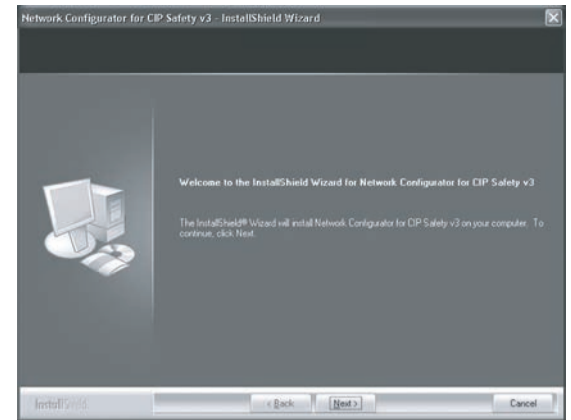 Network Configurator for CIP Safety v3 - InstallShield Wizard
Welcome to the InstallShield Wizard for Network Configurator for CIP Safety v3
The InstallShield® Wizard will install Network Configurator for CIP Safety v3 on your computer. To
continue, click Next.
InstallShield
< Back
Next >
Cancel